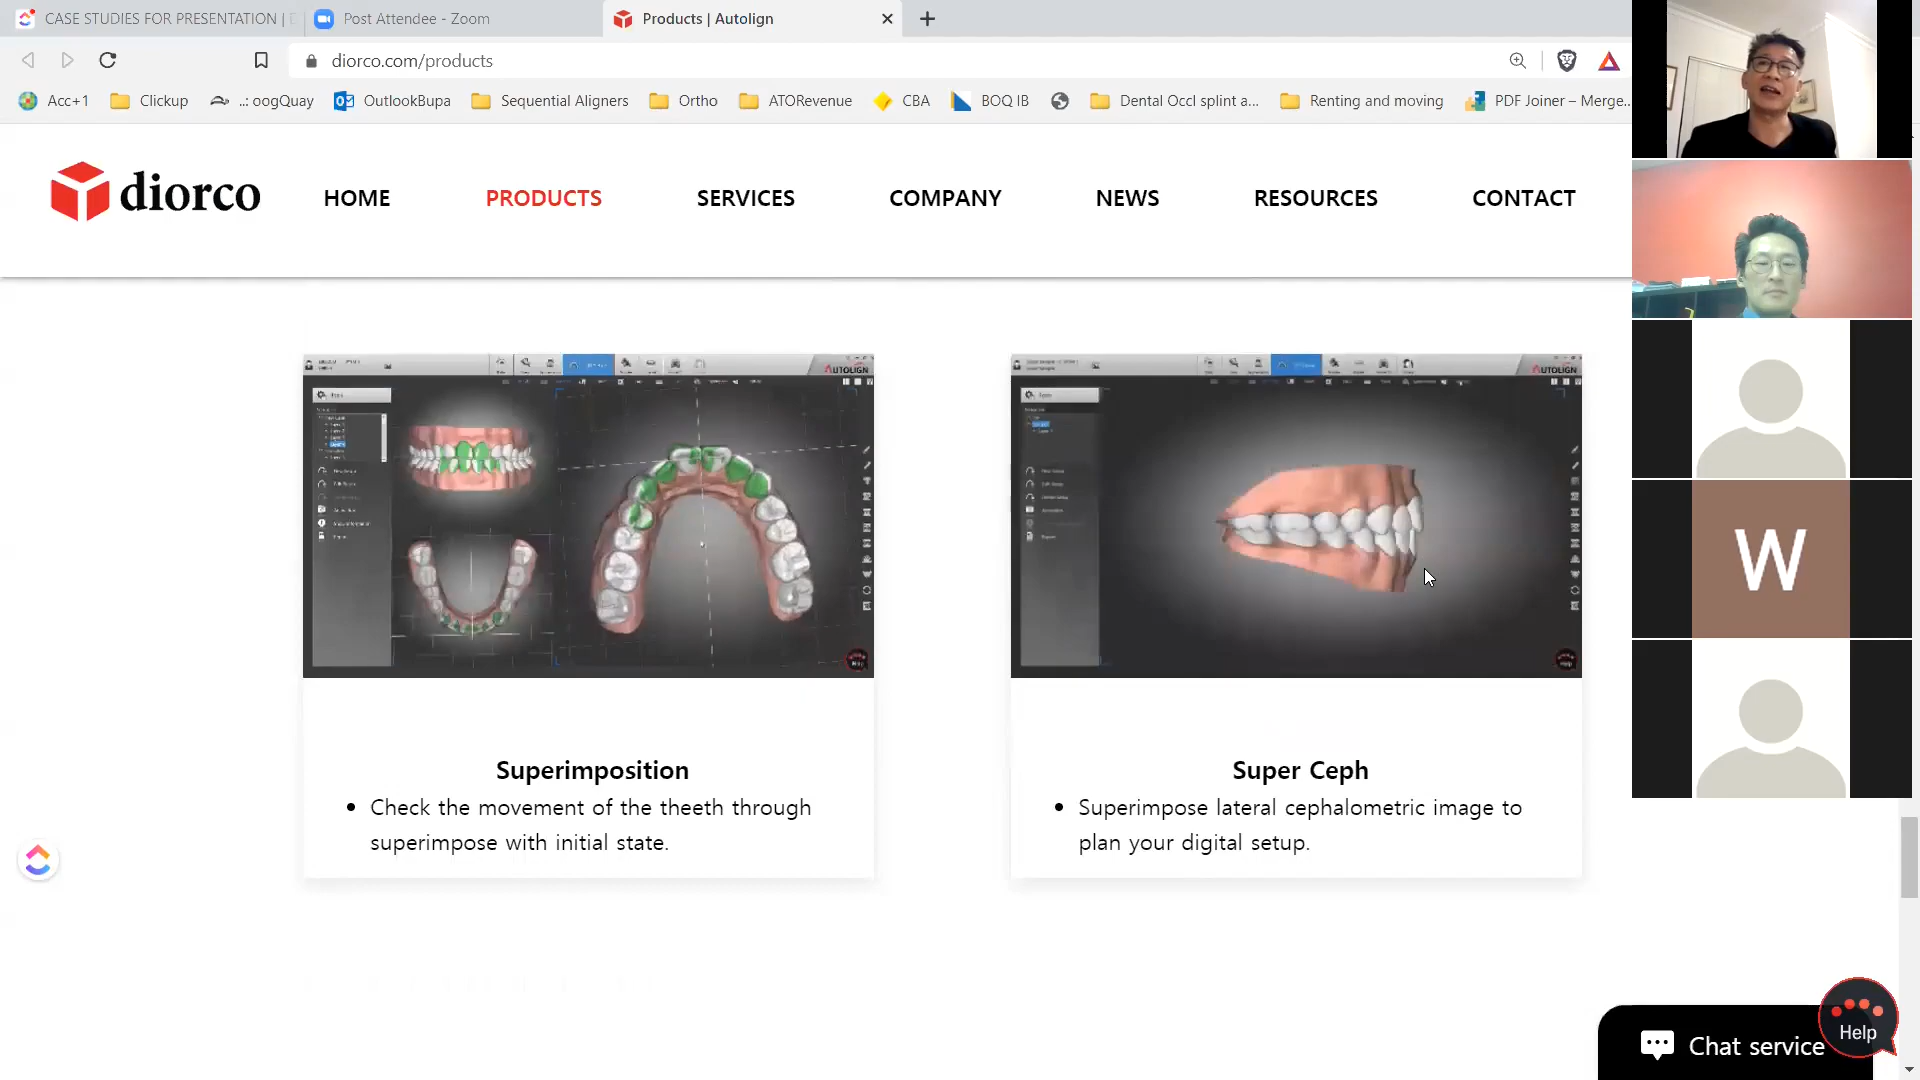 CASE STUDIES FOR PRESENTATION |
Post Attendee - Zoom
Products | Autolign
diorco.com/products
Acc+1
Clickup
..: oogQuay
OutlookBupa
Sequential Aligners
Ortho
ATORevenue
CBA
BOQ IB
Dental Occl splint a...
Renting and moving
PDF Joiner – Merge...
diorco
HOME
PRODUCTS
SERVICES
COMPANY
NEWS
RESOURCES
CONTACT
AUTOLIGN
AUTOLIGN
W
Superimposition
Check the movement of the theeth through
superimpose with initial state.
Super Ceph
Superimpose lateral cephalometric image to
plan your digital setup.
Chat service
Help